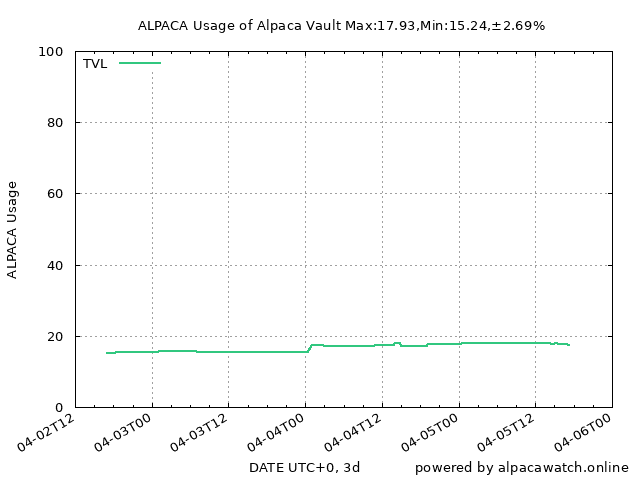 ALPACA Usage of Alpaca Vault Max:17.93,Min:15.24,±2.69%
100
TVL
80
60
ALPACA Usage
40
20
0
04-02T12
04-03T00
04-03T12
04-04T00
04-04T12
04-05T00
04-05T12
04-06T00
DATE UTC+0, 3d
powered by alpacawatch.online